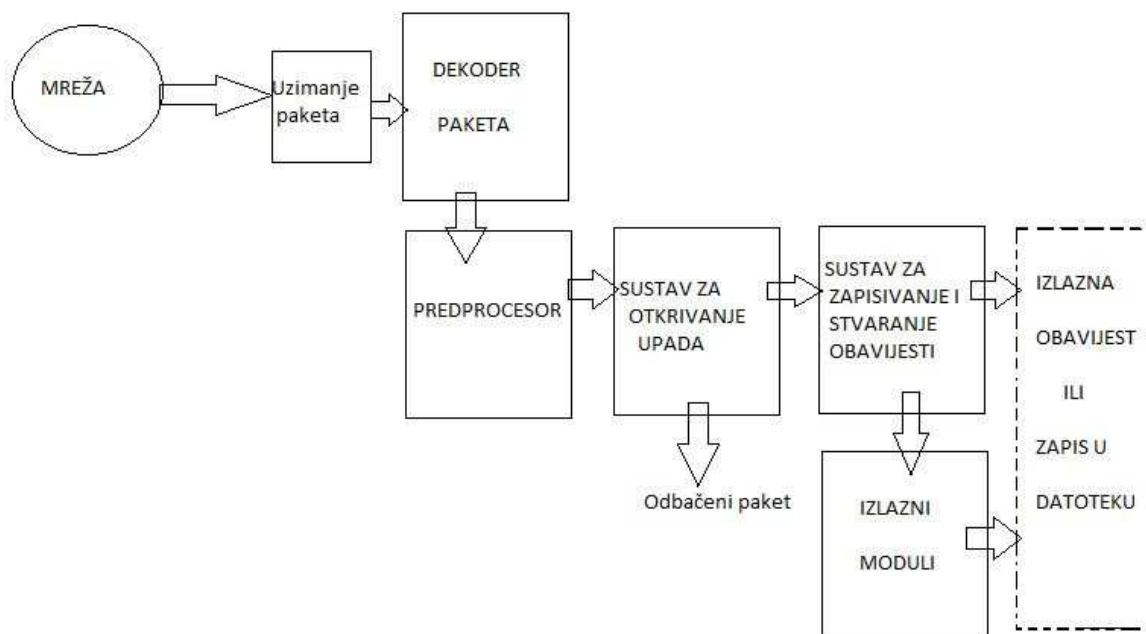 MREŽA
Uzimanje
paketa
DEKODER
PAKETA
PREDPROCESOR
SUSTAV ZA
OTKRIVANJE
UPADA
Odbačeni paket
SUSTAV ZA
ZAPISIVANJE I
STVARANJE
OBAVIJESTI
IZLAZNI
MODULI
IZLAZNA
OBAVIJEST
ILI
ZAPIS U
DATOTEKU